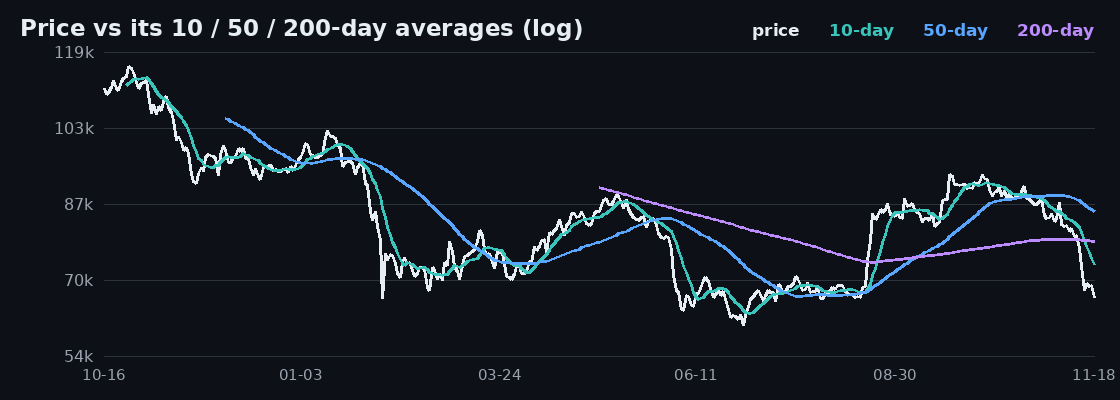 Price vs its 10 / 50 / 200-day averages (log)
price 10-day 50-day 200-day
119k
103k
87k
70k
54k
10-16 01-03 03-24 06-11 08-30 11-18